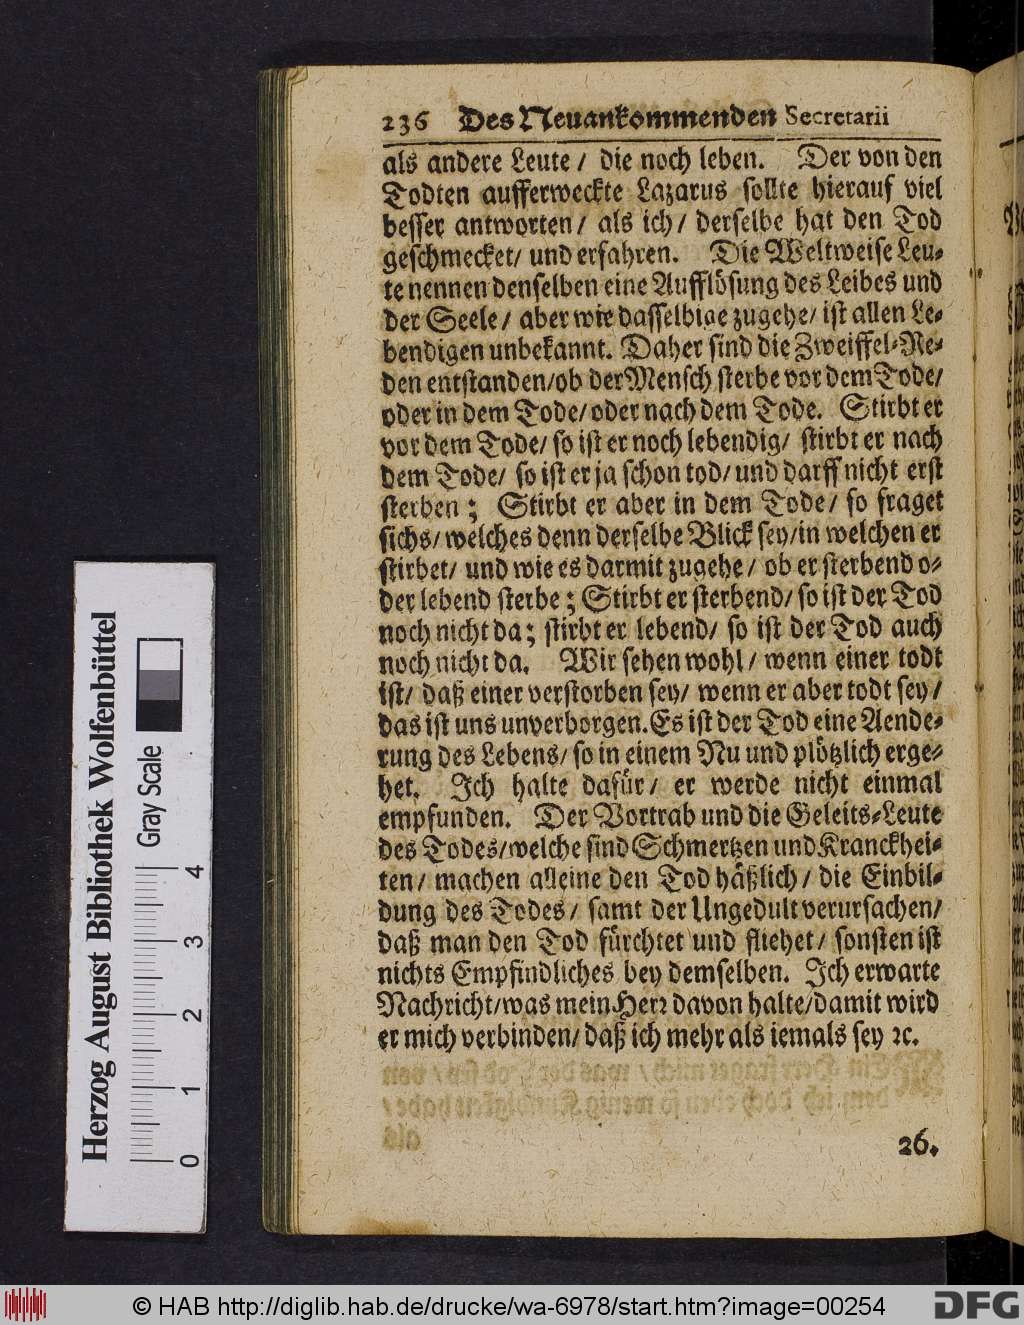 236 Des Neuankommenden Secretarii
als andere Leute / die noch leben. Der von den
Todten aufferweckte Lazarus sollte hierauf viel
besser antworten / als ich / derselbe hat den Tod
geschmecket / und erfahren. Die Weltweise Leu-
te nennen denselben eine Aufflösung des Leibes und
der Seele / aber wie dasselbige zugehe / ist allen Le-
bendigen unbekannt. Daher sind die Zweiffel-Re-
den entstanden / ob der Mensch sterbe vor dem Tode /
oder in dem Tode / oder nach dem Tode. Stirbt er
vor dem Tode / so ist er noch lebendig / stirbt er nach
dem Tode / so ist er ja schon tod / und darff nicht erst
sterben ; Stirbt er aber in dem Tode / so fraget
sichs / welches denn derselbe Blick sey / in welchen er
stirbet / und wie es darmit zugehe / ob er sterbend o-
der lebend sterbe ; Stirbt er sterbend / so ist der Tod
noch nicht da ; stirbt er lebend / so ist der Tod auch
noch nicht da. Wir sehen wohl / wenn einer todt
ist / daß einer verstorben sey / wenn er aber todt sey /
das ist uns unverborgen. Es ist der Tod eine Aende-
rung des Lebens / so in einem Nu und plötzlich erge-
het. Ich halte dafür / er werde nicht einmal
empfunden. Der Vortrab und die Geleits-Leute
des Todes / welche sind Schmertzen und Kranckhei-
ten / machen alleine den Tod häßlich / die Einbil-
dung des Todes / samt der Ungedult verursachen /
daß man den Tod fürchtet und fliehet / sonsten ist
nichts Empfindliches bey demselben. Ich erwarte
Nachricht / was mein Herr davon halte / damit wird
er mich verbinden / daß ich mehr als iemals sey ꝛc.
26.
Herzog August Bibliothek Wolfenbüttel
Gray Scale
0 1 2 3 4
© HAB http://diglib.hab.de/drucke/wa-6978/start.htm?image=00254
DFG